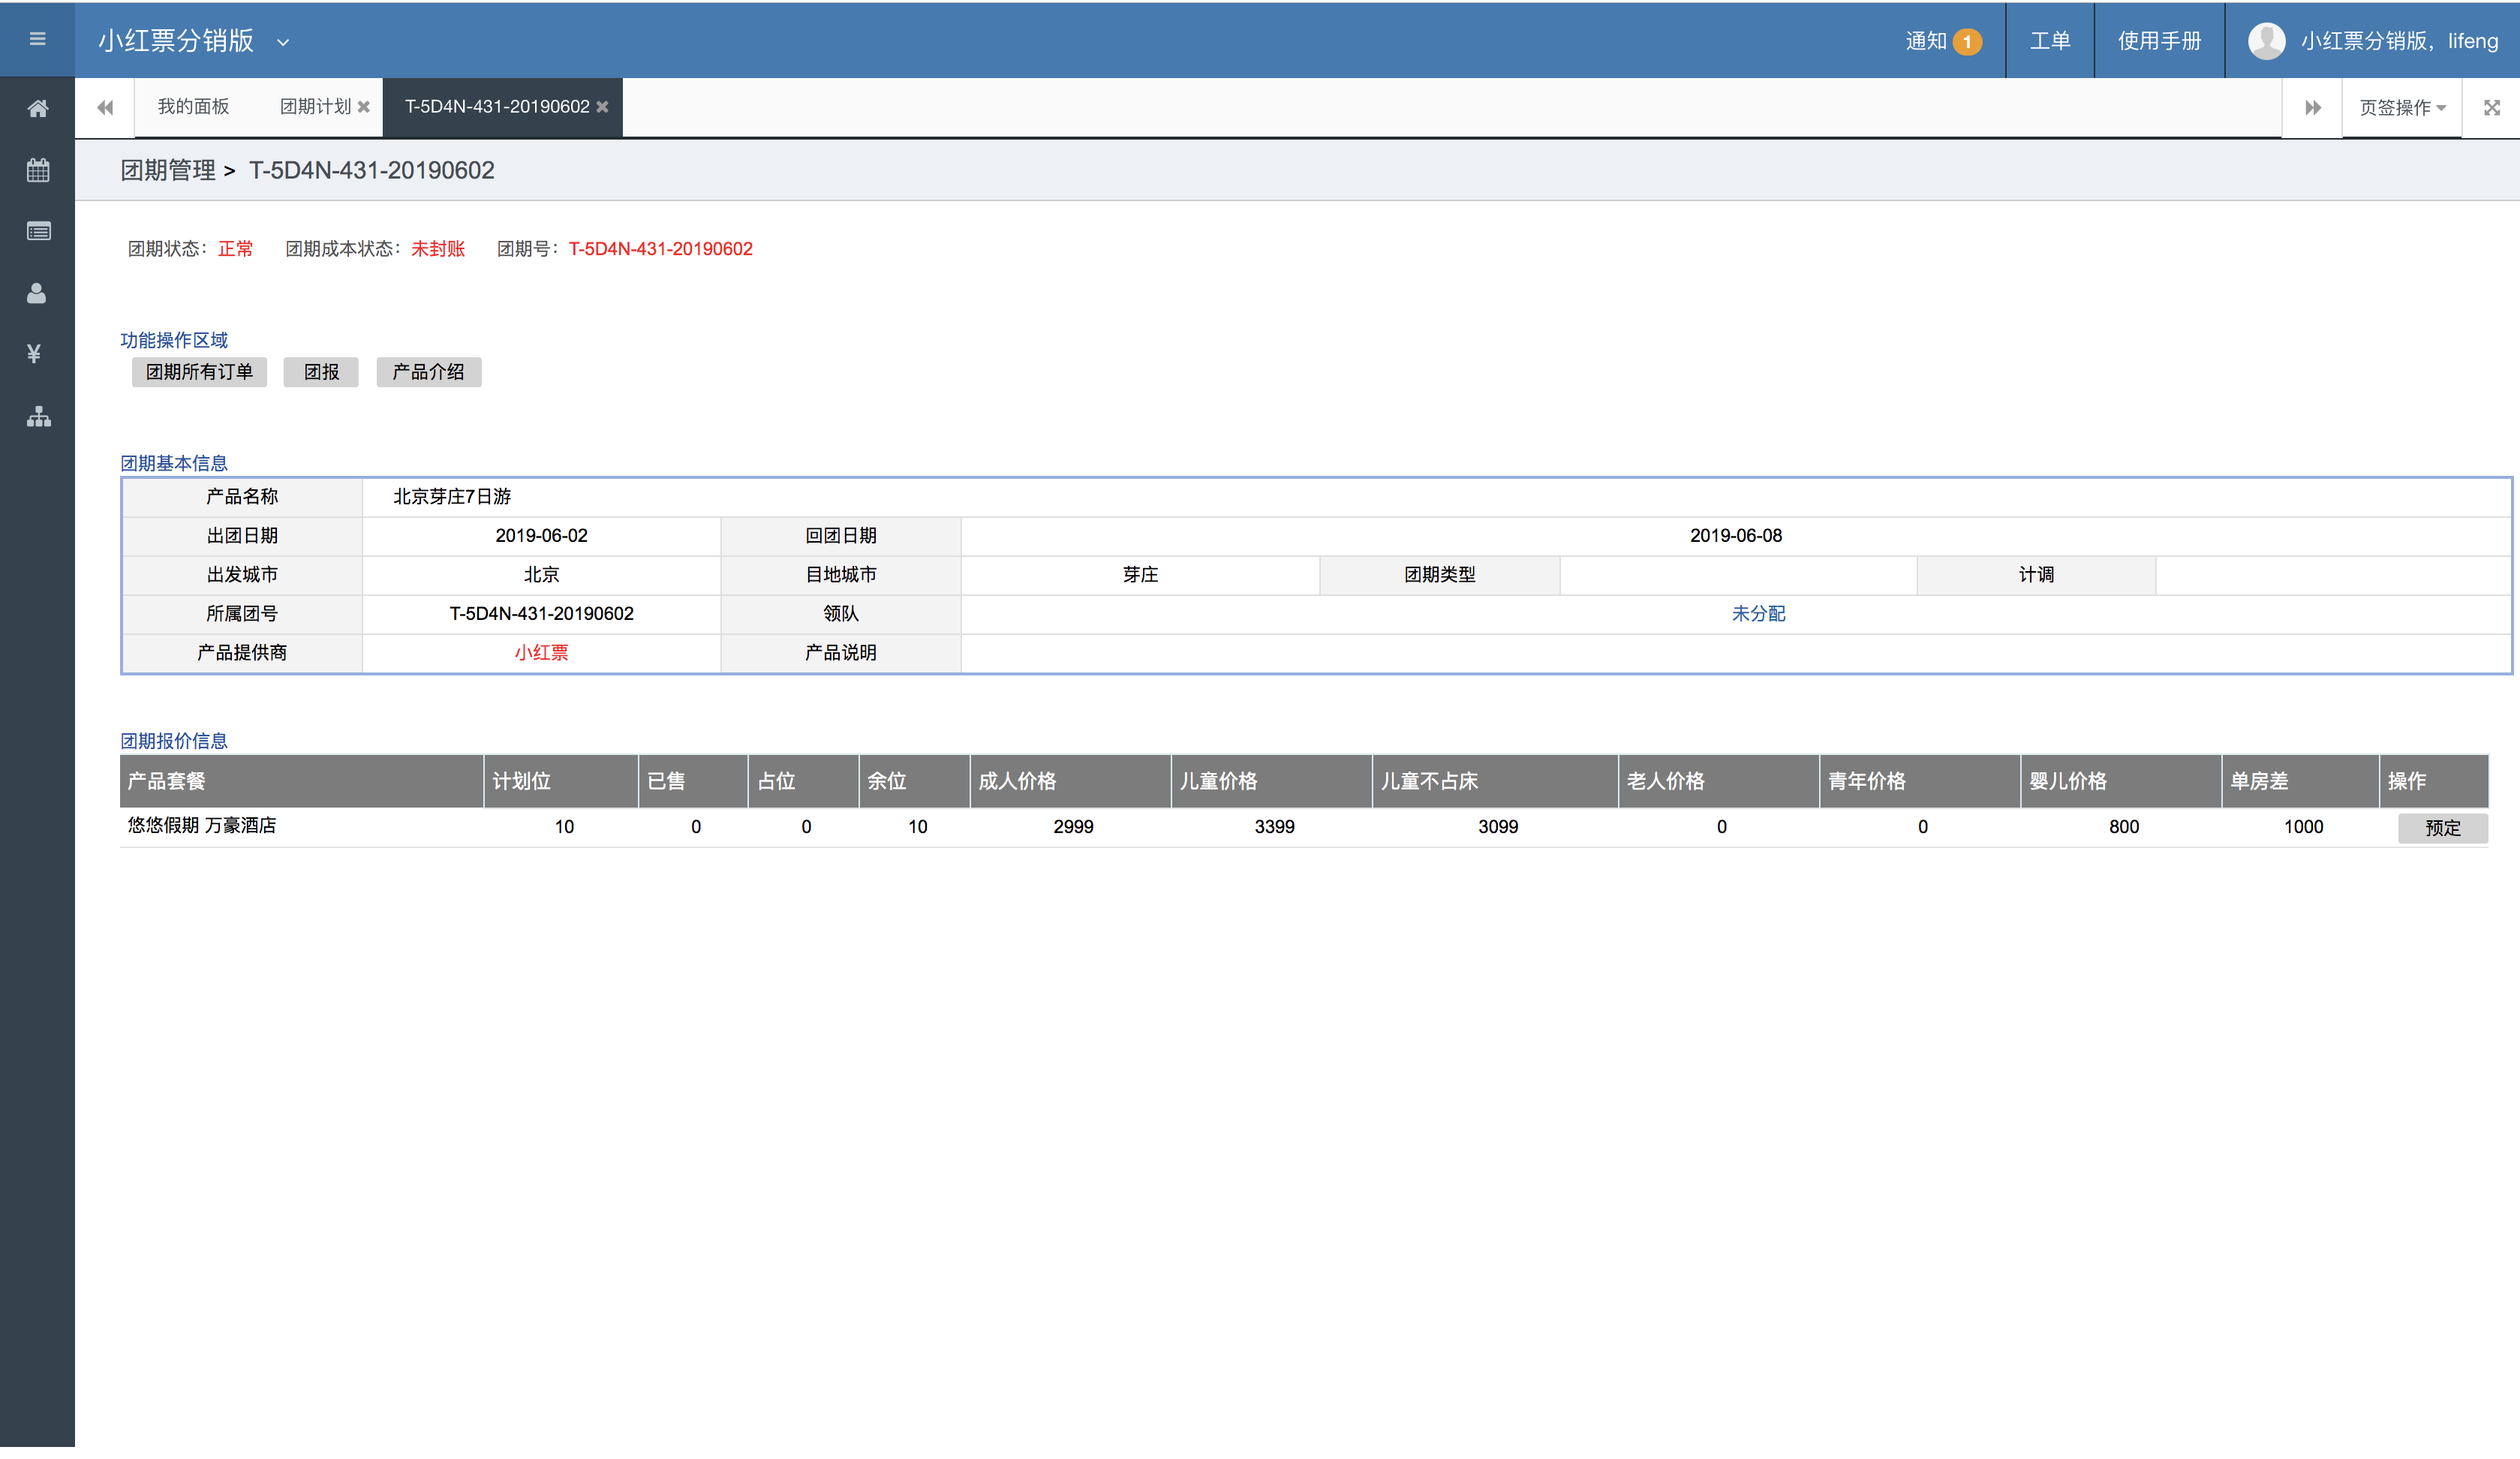 小红票分销版 通知 1 工单 使用手册 小红票分销版, lifeng
我的面板 团期计划 T-5D4N-431-20190602 页签操作
团期管理 > T-5D4N-431-20190602
团期状态: 正常 团期成本状态: 未封账 团期号: T-5D4N-431-20190602
¥
功能操作区域
团期所有订单 团报 产品介绍
团期基本信息
产品名称 北京芽庄7日游
出团日期 2019-06-02 回团日期 2019-06-08
出发城市 北京 目地城市 芽庄 团期类型 计调
所属团号 T-5D4N-431-20190602 领队 未分配
产品提供商 小红票 产品说明
团期报价信息
产品套餐 计划位 已售 占位 余位 成人价格 儿童价格 儿童不占床 老人价格 青年价格 婴儿价格 单房差 操作
悠悠假期 万豪酒店 10 0 0 10 2999 3399 3099 0 0 800 1000 预定